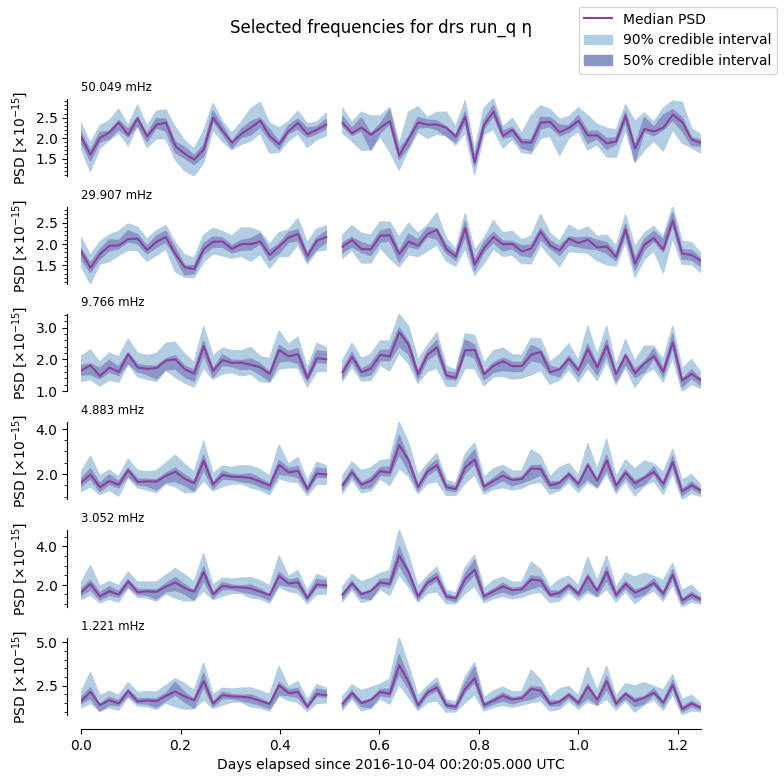 Selected frequencies for drs run_q η
Median PSD
90% credible interval
50% credible interval
50.049 mHz
PSD [×10⁻¹⁵]
2.5
2.0
1.5
29.907 mHz
PSD [×10⁻¹⁵]
2.5
2.0
1.5
9.766 mHz
PSD [×10⁻¹⁵]
3.0
2.0
1.0
4.883 mHz
PSD [×10⁻¹⁵]
4.0
2.0
3.052 mHz
PSD [×10⁻¹⁵]
4.0
2.0
1.221 mHz
PSD [×10⁻¹⁵]
5.0
2.5
0.0 0.2 0.4 0.6 0.8 1.0 1.2
Days elapsed since 2016-10-04 00:20:05.000 UTC